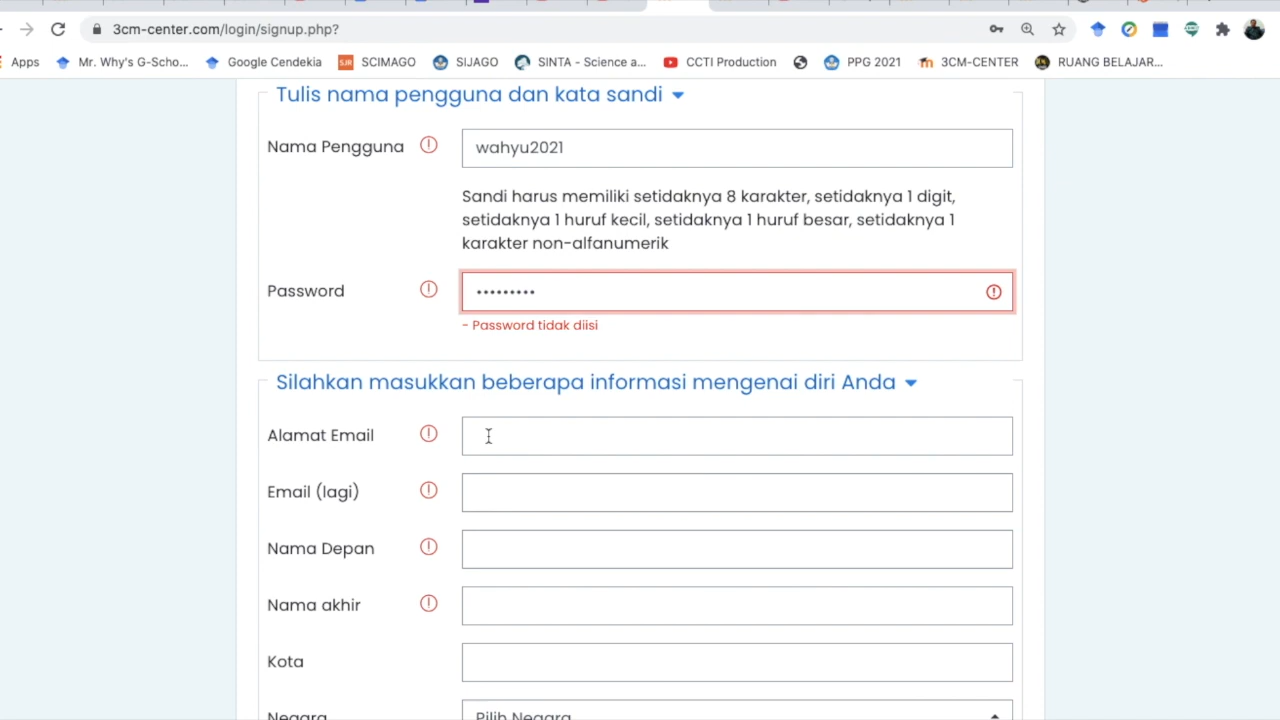 3cm-center.com/login/signup.php?
Apps Mr. Why's G-Scho... Google Cendekia SJR SCIMAGO SIJAGO SINTA - Science a... CCTI Production PPG 2021 3CM-CENTER RUANG BELAJAR...
Tulis nama pengguna dan kata sandi
Nama Pengguna wahyu2021
Sandi harus memiliki setidaknya 8 karakter, setidaknya 1 digit,
setidaknya 1 huruf kecil, setidaknya 1 huruf besar, setidaknya 1
karakter non-alfanumerik
Password •••••••••
- Password tidak diisi
Silahkan masukkan beberapa informasi mengenai diri Anda
Alamat Email
Email (lagi)
Nama Depan
Nama akhir
Kota
Negara Pilih Negara